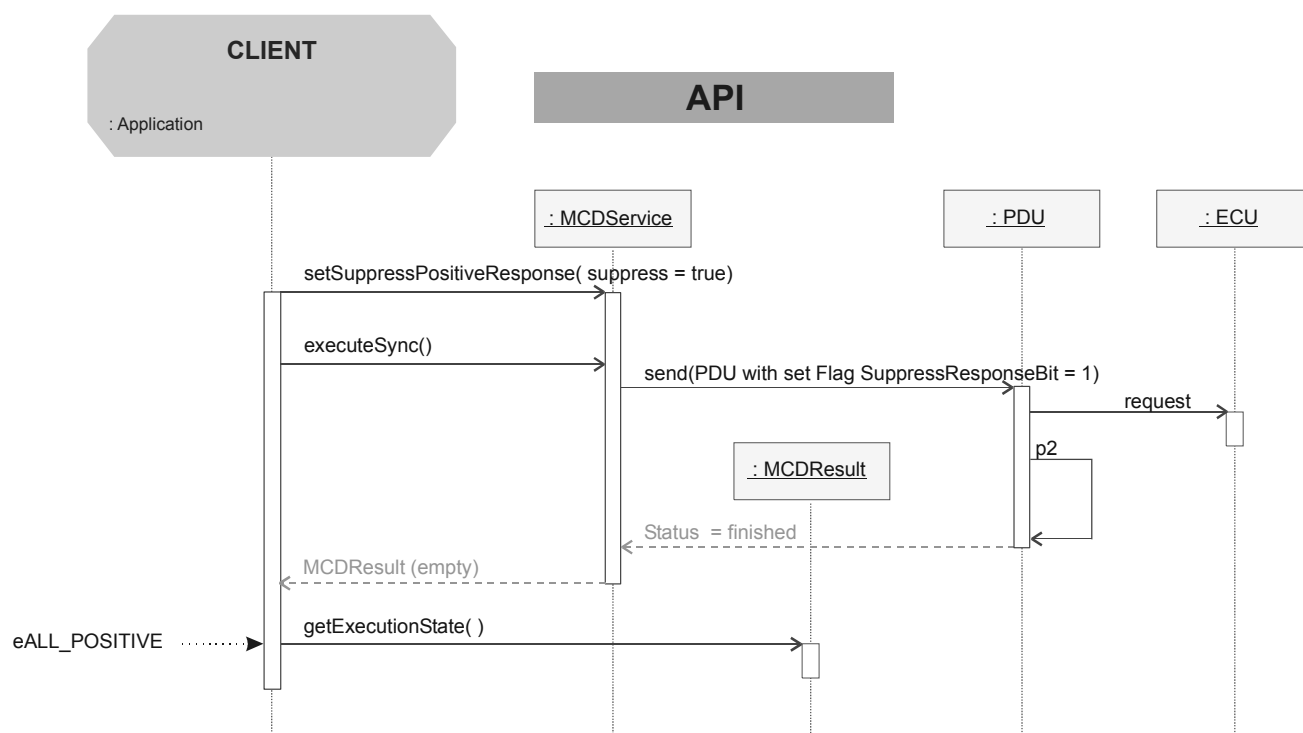 CLIENT
: Application
API
: MCDService
: PDU
: ECU
setSuppressPositiveResponse( suppress = true)
executeSync()
send(PDU with set Flag SuppressResponseBit = 1)
request
p2
: MCDResult
Status = finished
MCDResult (empty)
eALL_POSITIVE
getExecutionState( )